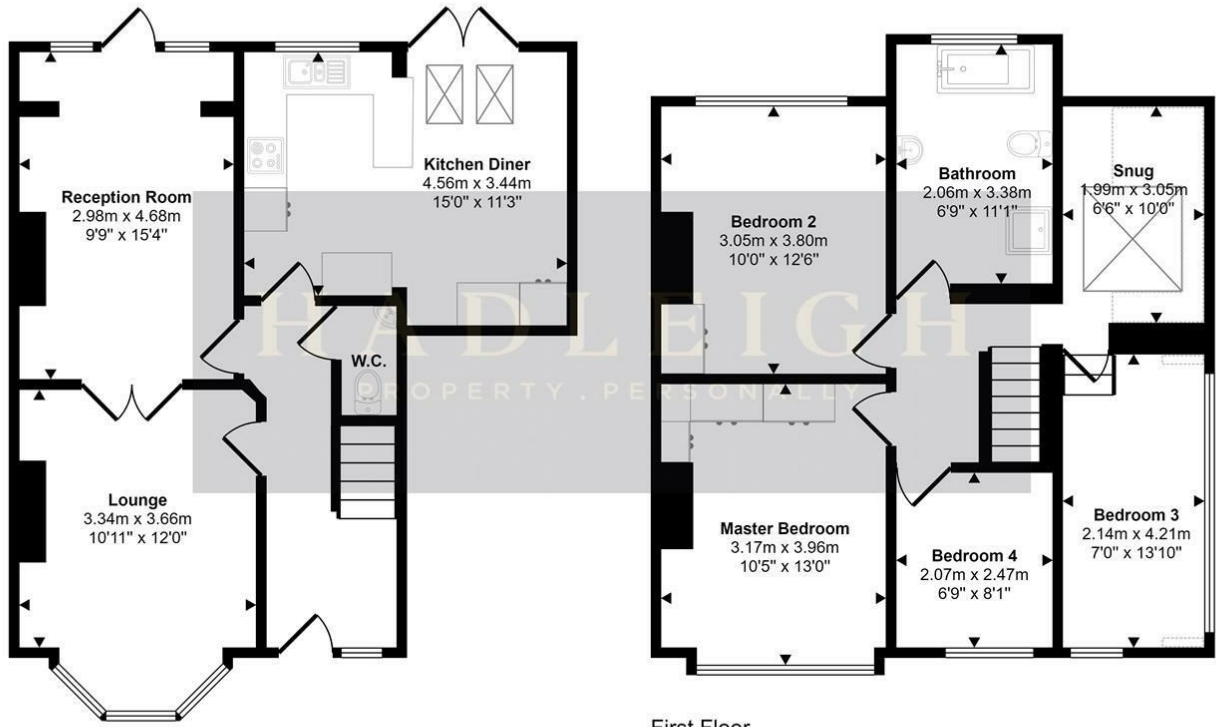 Reception Room
2.98m x 4.68m
9'9" x 15'4"
Kitchen Diner
4.56m x 3.44m
15'0" x 11'3"
W.C.
Lounge
3.34m x 3.66m
10'11" x 12'0"
Bedroom 2
3.05m x 3.80m
10'0" x 12'6"
Bathroom
2.06m x 3.38m
6'9" x 11'1"
Snug
1.99m x 3.05m
6'6" x 10'0"
Master Bedroom
3.17m x 3.96m
10'5" x 13'0"
Bedroom 4
2.07m x 2.47m
6'9" x 8'1"
Bedroom 3
2.14m x 4.21m
7'0" x 13'10"
HADLEIGH
PROPERTY. PERSONALLY
First Floor